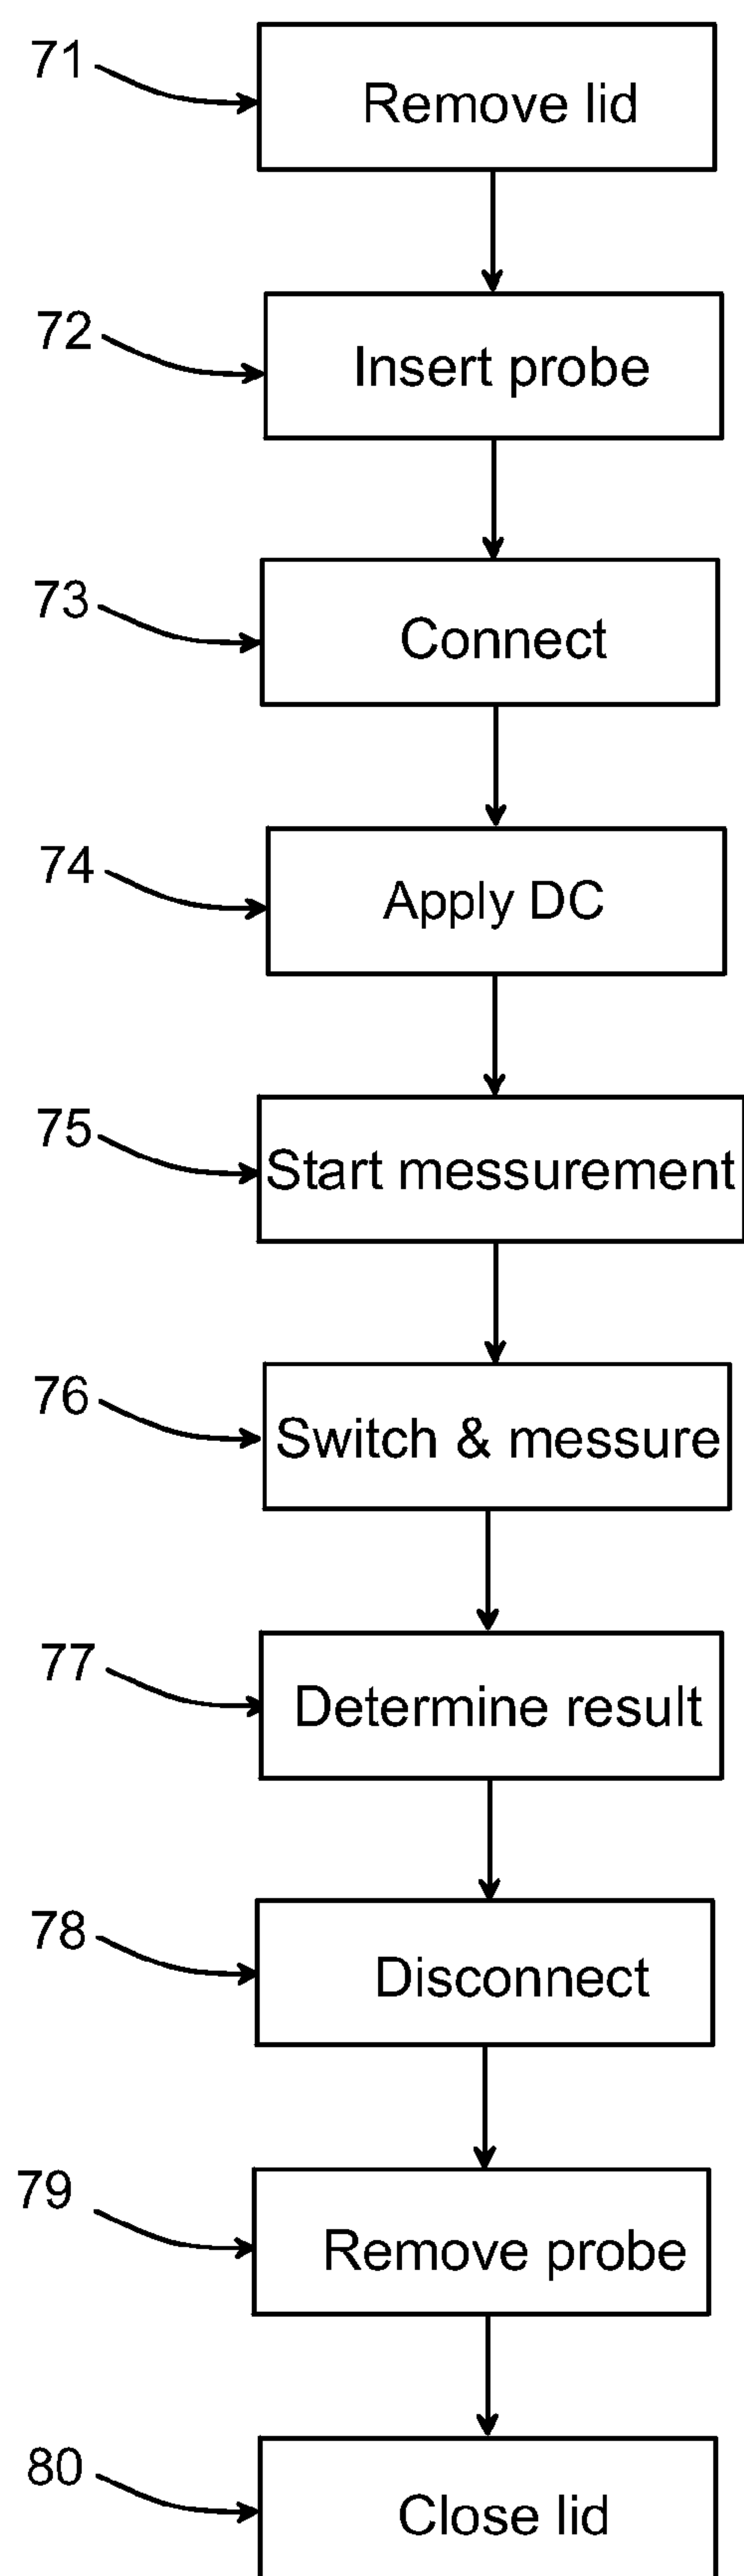 71
Remove lid
72
Insert probe
73
Connect
74
Apply DC
75
Start messurement
76
Switch & messure
77
Determine result
78
Disconnect
79
Remove probe
80
Close lid